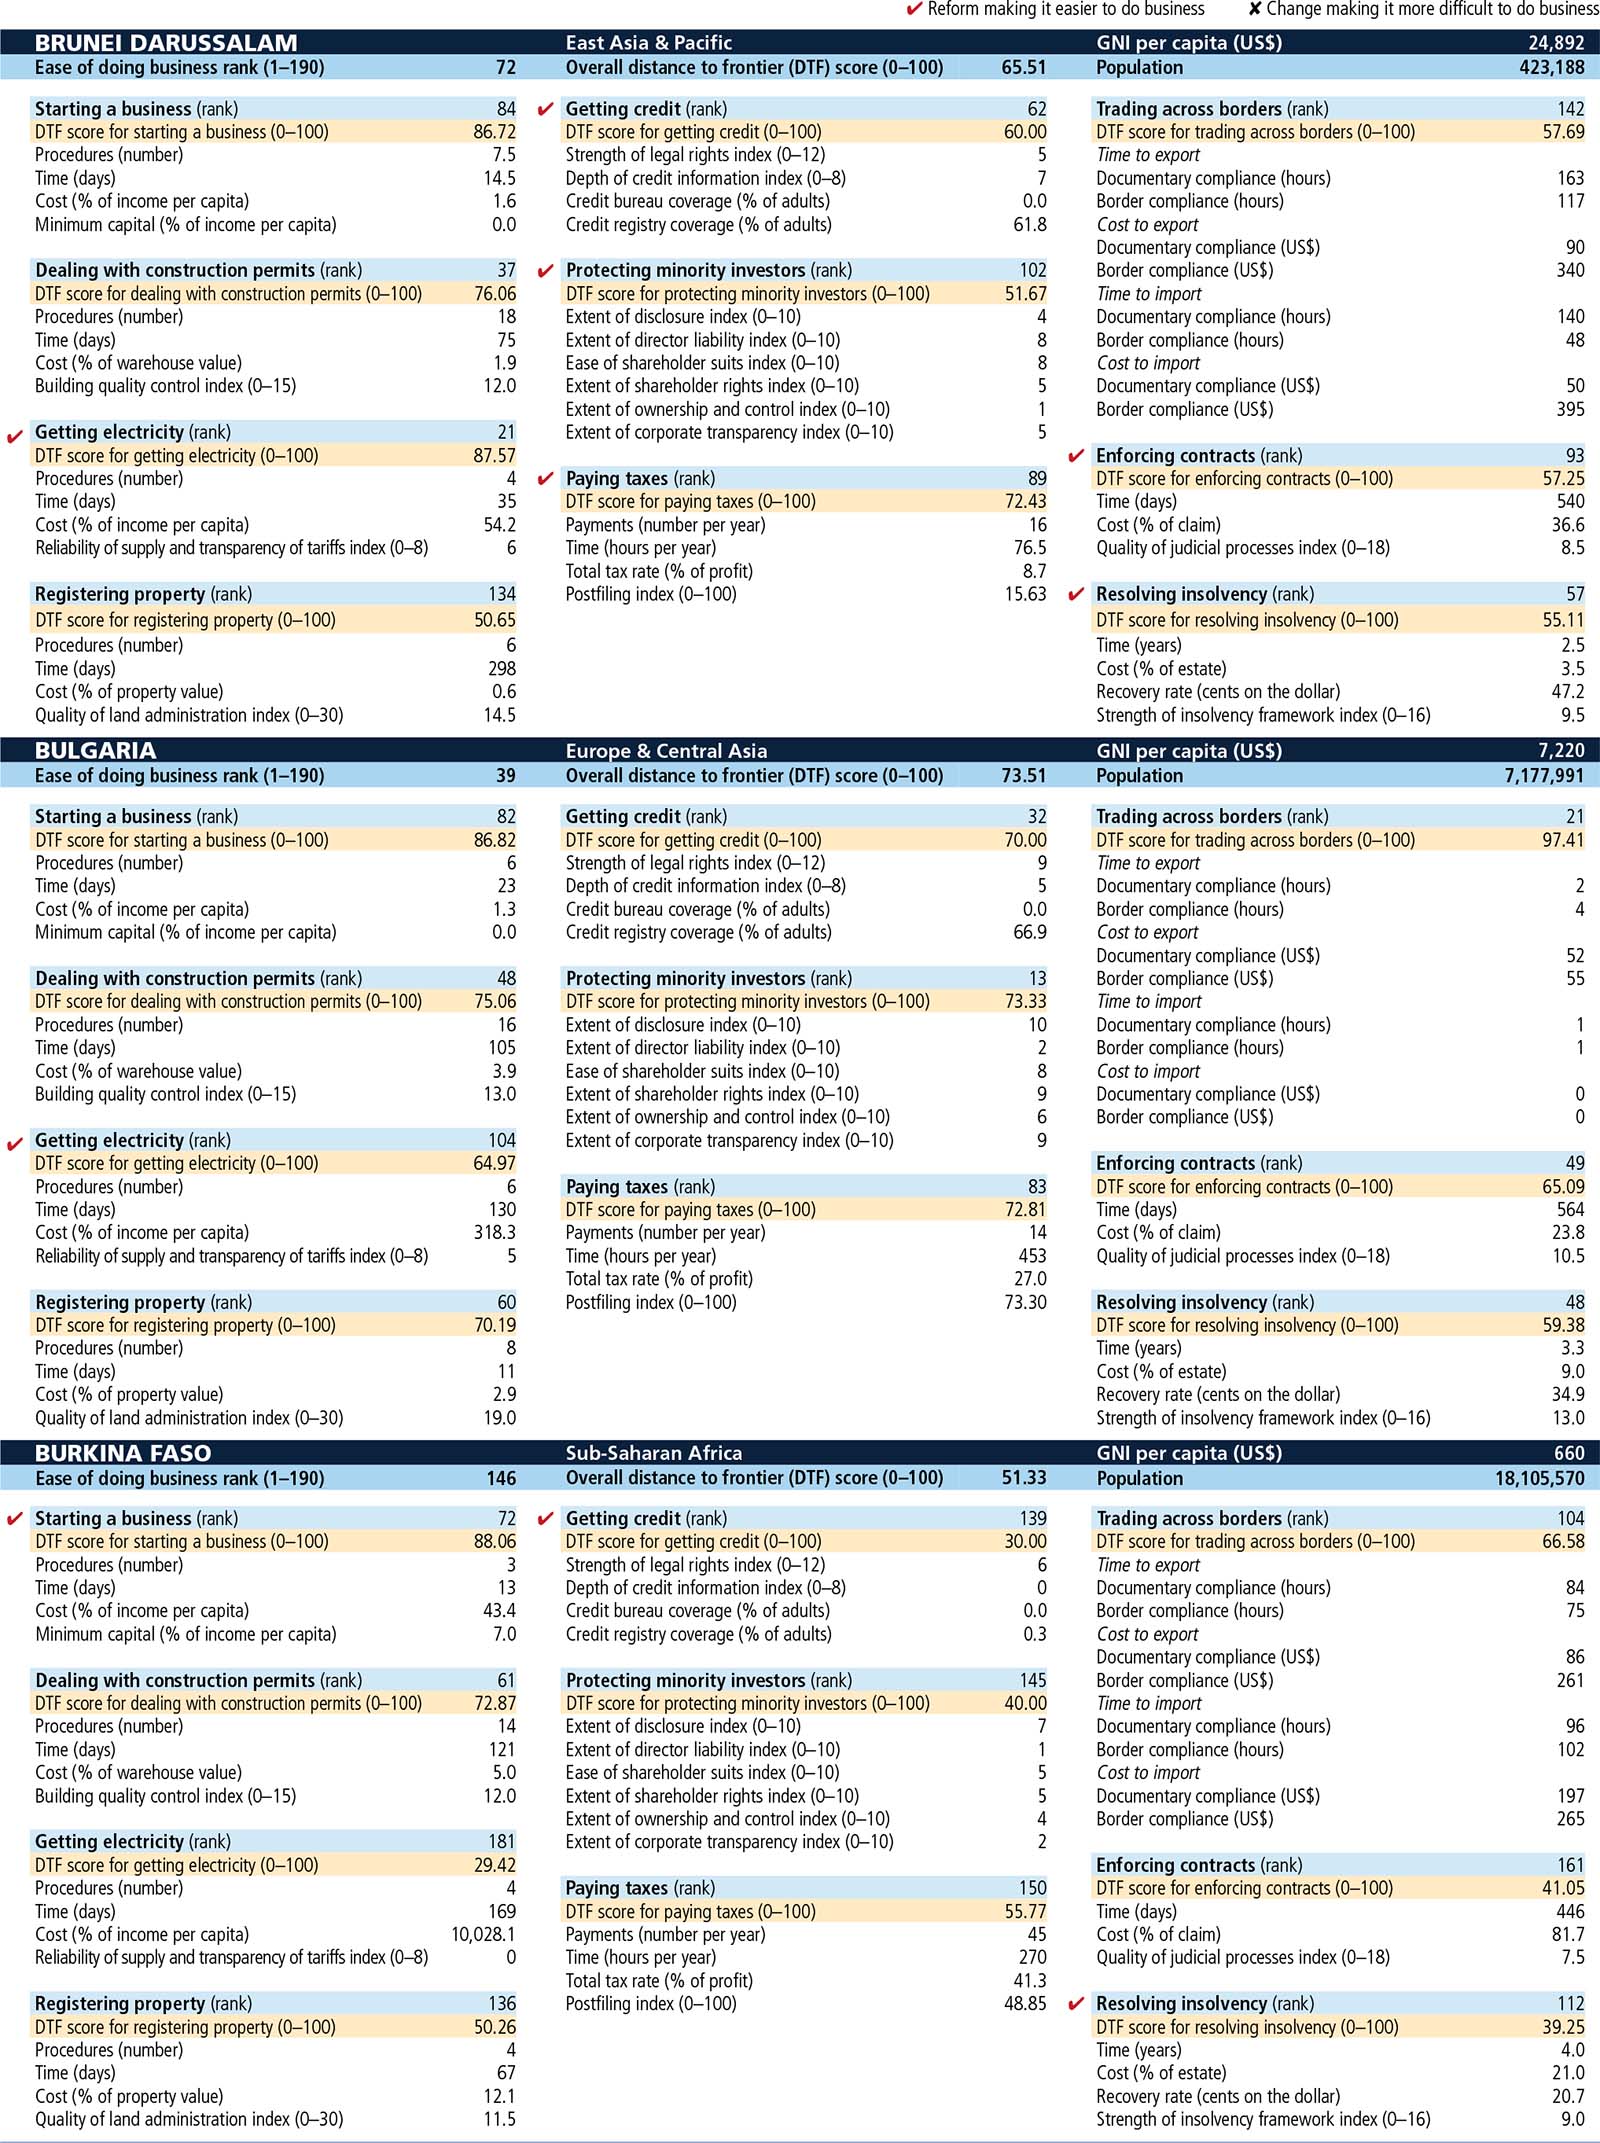 ✔ Reform making it easier to do business ✘ Change making it more difficult to do business
BRUNEI DARUSSALAM East Asia & Pacific GNI per capita (US$) 24,892
Ease of doing business rank (1–190) 72 Overall distance to frontier (DTF) score (0–100) 65.51 Population 423,188
Starting a business (rank) 84
DTF score for starting a business (0–100) 86.72
Procedures (number) 7.5
Time (days) 14.5
Cost (% of income per capita) 1.6
Minimum capital (% of income per capita) 0.0
Dealing with construction permits (rank) 37
DTF score for dealing with construction permits (0–100) 76.06
Procedures (number) 18
Time (days) 75
Cost (% of warehouse value) 1.9
Building quality control index (0–15) 12.0
✔ Getting electricity (rank) 21
DTF score for getting electricity (0–100) 87.57
Procedures (number) 4
Time (days) 35
Cost (% of income per capita) 54.2
Reliability of supply and transparency of tariffs index (0–8) 6
Registering property (rank) 134
DTF score for registering property (0–100) 50.65
Procedures (number) 6
Time (days) 298
Cost (% of property value) 0.6
Quality of land administration index (0–30) 14.5
✔ Getting credit (rank) 62
DTF score for getting credit (0–100) 60.00
Strength of legal rights index (0–12) 5
Depth of credit information index (0–8) 7
Credit bureau coverage (% of adults) 0.0
Credit registry coverage (% of adults) 61.8
✔ Protecting minority investors (rank) 102
DTF score for protecting minority investors (0–100) 51.67
Extent of disclosure index (0–10) 4
Extent of director liability index (0–10) 8
Ease of shareholder suits index (0–10) 8
Extent of shareholder rights index (0–10) 5
Extent of ownership and control index (0–10) 1
Extent of corporate transparency index (0–10) 5
✔ Paying taxes (rank) 89
DTF score for paying taxes (0–100) 72.43
Payments (number per year) 16
Time (hours per year) 76.5
Total tax rate (% of profit) 8.7
Postfiling index (0–100) 15.63
Trading across borders (rank) 142
DTF score for trading across borders (0–100) 57.69
Time to export
Documentary compliance (hours) 163
Border compliance (hours) 117
Cost to export
Documentary compliance (US$) 90
Border compliance (US$) 340
Time to import
Documentary compliance (hours) 140
Border compliance (hours) 48
Cost to import
Documentary compliance (US$) 50
Border compliance (US$) 395
✔ Enforcing contracts (rank) 93
DTF score for enforcing contracts (0–100) 57.25
Time (days) 540
Cost (% of claim) 36.6
Quality of judicial processes index (0–18) 8.5
✔ Resolving insolvency (rank) 57
DTF score for resolving insolvency (0–100) 55.11
Time (years) 2.5
Cost (% of estate) 3.5
Recovery rate (cents on the dollar) 47.2
Strength of insolvency framework index (0–16) 9.5
BULGARIA Europe & Central Asia GNI per capita (US$) 7,220
Ease of doing business rank (1–190) 39 Overall distance to frontier (DTF) score (0–100) 73.51 Population 7,177,991
Starting a business (rank) 82
DTF score for starting a business (0–100) 86.82
Procedures (number) 6
Time (days) 23
Cost (% of income per capita) 1.3
Minimum capital (% of income per capita) 0.0
Dealing with construction permits (rank) 48
DTF score for dealing with construction permits (0–100) 75.06
Procedures (number) 16
Time (days) 105
Cost (% of warehouse value) 3.9
Building quality control index (0–15) 13.0
✔ Getting electricity (rank) 104
DTF score for getting electricity (0–100) 64.97
Procedures (number) 6
Time (days) 130
Cost (% of income per capita) 318.3
Reliability of supply and transparency of tariffs index (0–8) 5
Registering property (rank) 60
DTF score for registering property (0–100) 70.19
Procedures (number) 8
Time (days) 11
Cost (% of property value) 2.9
Quality of land administration index (0–30) 19.0
Getting credit (rank) 32
DTF score for getting credit (0–100) 70.00
Strength of legal rights index (0–12) 9
Depth of credit information index (0–8) 5
Credit bureau coverage (% of adults) 0.0
Credit registry coverage (% of adults) 66.9
Protecting minority investors (rank) 13
DTF score for protecting minority investors (0–100) 73.33
Extent of disclosure index (0–10) 10
Extent of director liability index (0–10) 2
Ease of shareholder suits index (0–10) 8
Extent of shareholder rights index (0–10) 9
Extent of ownership and control index (0–10) 6
Extent of corporate transparency index (0–10) 9
Paying taxes (rank) 83
DTF score for paying taxes (0–100) 72.81
Payments (number per year) 14
Time (hours per year) 453
Total tax rate (% of profit) 27.0
Postfiling index (0–100) 73.30
Trading across borders (rank) 21
DTF score for trading across borders (0–100) 97.41
Time to export
Documentary compliance (hours) 2
Border compliance (hours) 4
Cost to export
Documentary compliance (US$) 52
Border compliance (US$) 55
Time to import
Documentary compliance (hours) 1
Border compliance (hours) 1
Cost to import
Documentary compliance (US$) 0
Border compliance (US$) 0
Enforcing contracts (rank) 49
DTF score for enforcing contracts (0–100) 65.09
Time (days) 564
Cost (% of claim) 23.8
Quality of judicial processes index (0–18) 10.5
Resolving insolvency (rank) 48
DTF score for resolving insolvency (0–100) 59.38
Time (years) 3.3
Cost (% of estate) 9.0
Recovery rate (cents on the dollar) 34.9
Strength of insolvency framework index (0–16) 13.0
BURKINA FASO Sub-Saharan Africa GNI per capita (US$) 660
Ease of doing business rank (1–190) 146 Overall distance to frontier (DTF) score (0–100) 51.33 Population 18,105,570
✔ Starting a business (rank) 72
DTF score for starting a business (0–100) 88.06
Procedures (number) 3
Time (days) 13
Cost (% of income per capita) 43.4
Minimum capital (% of income per capita) 7.0
Dealing with construction permits (rank) 61
DTF score for dealing with construction permits (0–100) 72.87
Procedures (number) 14
Time (days) 121
Cost (% of warehouse value) 5.0
Building quality control index (0–15) 12.0
Getting electricity (rank) 181
DTF score for getting electricity (0–100) 29.42
Procedures (number) 4
Time (days) 169
Cost (% of income per capita) 10,028.1
Reliability of supply and transparency of tariffs index (0–8) 0
Registering property (rank) 136
DTF score for registering property (0–100) 50.26
Procedures (number) 4
Time (days) 67
Cost (% of property value) 12.1
Quality of land administration index (0–30) 11.5
✔ Getting credit (rank) 139
DTF score for getting credit (0–100) 30.00
Strength of legal rights index (0–12) 6
Depth of credit information index (0–8) 0
Credit bureau coverage (% of adults) 0.0
Credit registry coverage (% of adults) 0.3
Protecting minority investors (rank) 145
DTF score for protecting minority investors (0–100) 40.00
Extent of disclosure index (0–10) 7
Extent of director liability index (0–10) 1
Ease of shareholder suits index (0–10) 5
Extent of shareholder rights index (0–10) 5
Extent of ownership and control index (0–10) 4
Extent of corporate transparency index (0–10) 2
Paying taxes (rank) 150
DTF score for paying taxes (0–100) 55.77
Payments (number per year) 45
Time (hours per year) 270
Total tax rate (% of profit) 41.3
Postfiling index (0–100) 48.85
Trading across borders (rank) 104
DTF score for trading across borders (0–100) 66.58
Time to export
Documentary compliance (hours) 84
Border compliance (hours) 75
Cost to export
Documentary compliance (US$) 86
Border compliance (US$) 261
Time to import
Documentary compliance (hours) 96
Border compliance (hours) 102
Cost to import
Documentary compliance (US$) 197
Border compliance (US$) 265
Enforcing contracts (rank) 161
DTF score for enforcing contracts (0–100) 41.05
Time (days) 446
Cost (% of claim) 81.7
Quality of judicial processes index (0–18) 7.5
✔ Resolving insolvency (rank) 112
DTF score for resolving insolvency (0–100) 39.25
Time (years) 4.0
Cost (% of estate) 21.0
Recovery rate (cents on the dollar) 20.7
Strength of insolvency framework index (0–16) 9.0